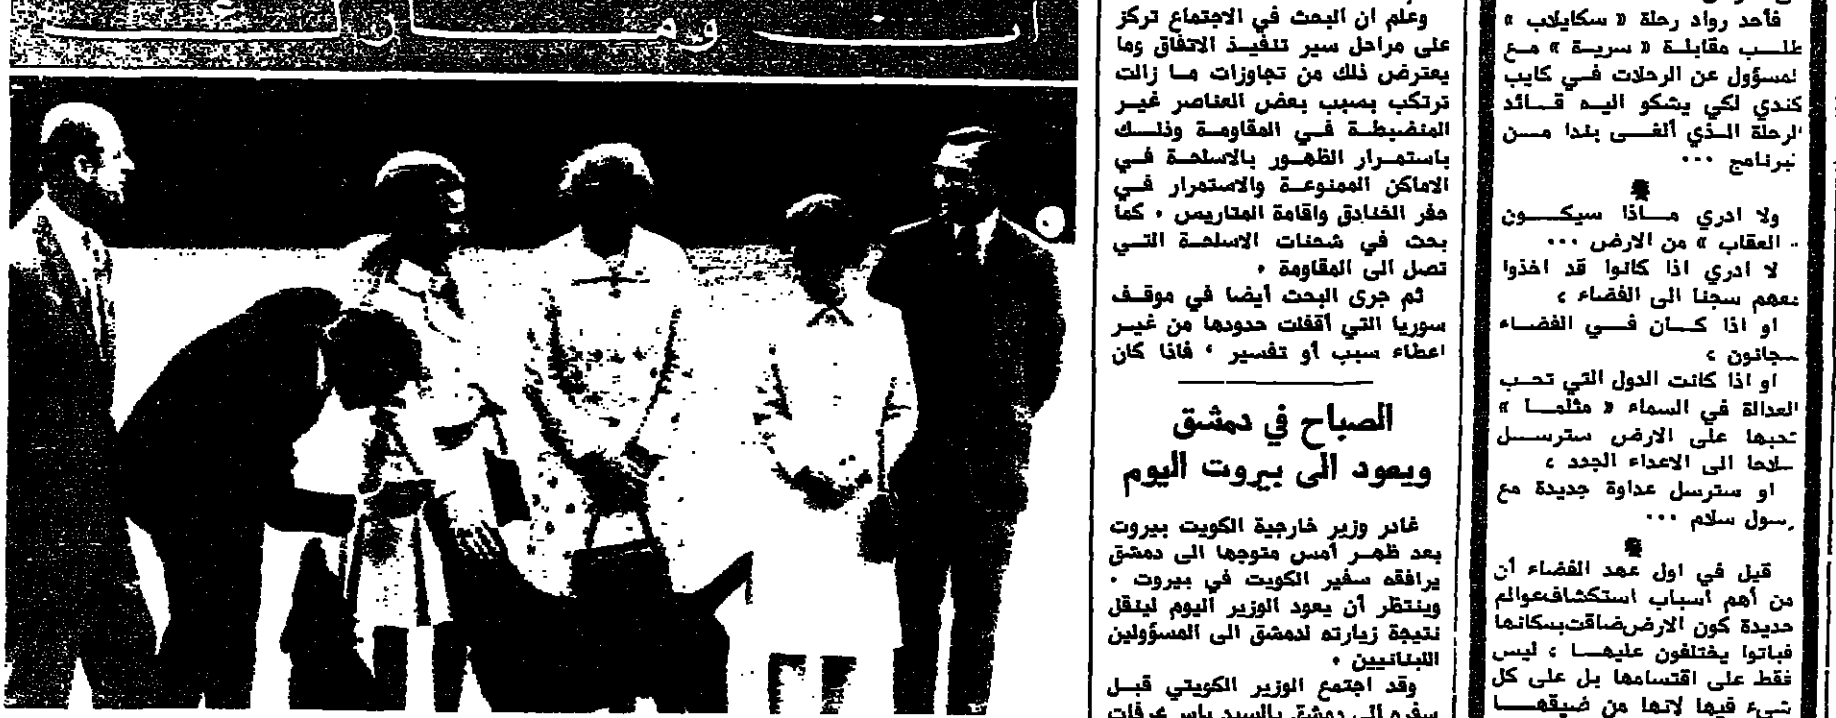 وعلم ان البحث في الاجتماع تركز
على مراحل سير تنفيذ الاتفاق وما
يعترض ذلك من تجاوزات ما زالت
ترتكب بسبب بعض العناصر غير
المنضبطة في المقاومة وذلك
باستمرار الظهور بالاسلحة في
الاماكن الممنوعة والاستمرار في
حفر الخنادق واقامة المتاريس ، كما
بحث في شحنات الاسلحة التي
تصل الى المقاومة .
ثم جرى البحث أيضا في موقف
سوريا التي أقفلت حدودها من غير
اعطاء سبب أو تفسير ، فاذا كان
الصباح في دمشق
ويعود الى بيروت اليوم
غادر وزير خارجية الكويت بيروت
بعد ظهر أمس متوجها الى دمشق
يرافقه سفير الكويت في بيروت .
وينتظر أن يعود الوزير اليوم لينقل
نتيجة زيارته لدمشق الى المسؤولين
اللبنانيين .
وقد اجتمع الوزير الكويتي قبل
سفره الى دمشق بالسيد ياسر عرفات
فأحد رواد رحلة « سكايلاب »
طلب مقابلة « سرية » مع
المسؤول عن الرحلات في كايب
كندي لكي يشكو اليه قائد
الرحلة الذي ألغى بندا من
برنامج ...
ولا ادري ماذا سيكون
العقاب » من الارض ...
لا ادري اذا كانوا قد اخذوا
معهم سجنا الى الفضاء ،
او اذا كان في الفضاء
سجانون ،
او اذا كانت الدول التي تحب
العدالة في السماء « مثلما »
تحبها على الارض سترسل
سلاحا الى الاعداء الجدد ،
او سترسل عداوة جديدة مع
رسول سلام ...
قيل في اول عهد الفضاء أن
من أهم أسباب استكشاف عوالم
جديدة كون الارض ضاقت بسكانها
فباتوا يختلفون عليها ، ليس
فقط على اقتسامها بل على كل
شيء فيها لانها من ضيقها